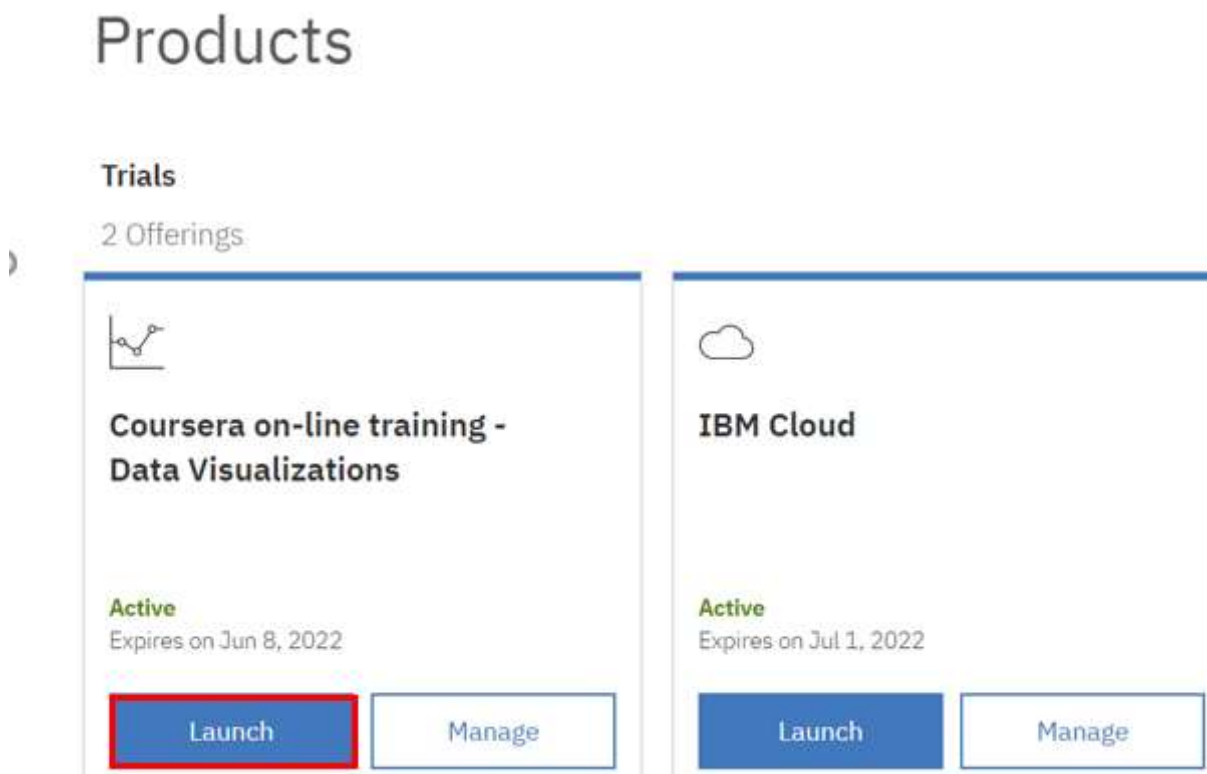 Products
Trials
2 Offerings
Coursera on-line training -
Data Visualizations
Active
Expires on Jun 8, 2022
Launch
Manage
IBM Cloud
Active
Expires on Jul 1, 2022
Launch
Manage